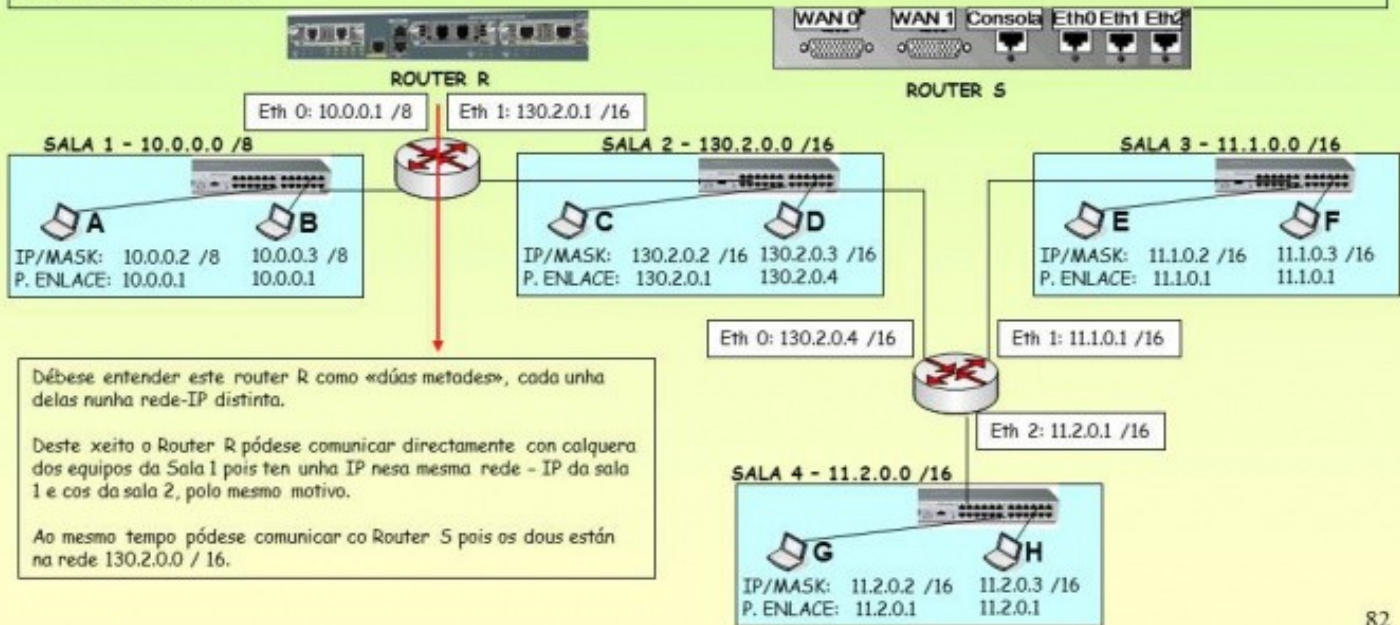 WAN 0 WAN 1 Consola Eth0 Eth1 Eth2
ROUTER R
ROUTER S
Eth 0: 10.0.0.1 /8
Eth 1: 130.2.0.1 /16
SALA 1 - 10.0.0.0 /8
A
B
IP/MASK: 10.0.0.2 /8 10.0.0.3 /8
P. ENLACE: 10.0.0.1 10.0.0.1
SALA 2 - 130.2.0.0 /16
C
D
IP/MASK: 130.2.0.2 /16 130.2.0.3 /16
P. ENLACE: 130.2.0.1 130.2.0.4
SALA 3 - 11.1.0.0 /16
E
F
IP/MASK: 11.1.0.2 /16 11.1.0.3 /16
P. ENLACE: 11.1.0.1 11.1.0.1
Eth 0: 130.2.0.4 /16
Eth 1: 11.1.0.1 /16
Eth 2: 11.2.0.1 /16
Débese entender este router R como «dúas metades», cada unha
delas nunha rede-IP distinta.
Deste xeito o Router R pódese comunicar directamente con calquera
dos equipos da Sala 1 pois ten unha IP nesa mesma rede - IP da sala
1 e cos da sala 2, polo mesmo motivo.
Ao mesmo tempo pódese comunicar co Router S pois os dous están
na rede 130.2.0.0 / 16.
SALA 4 - 11.2.0.0 /16
G
H
IP/MASK: 11.2.0.2 /16 11.2.0.3 /16
P. ENLACE: 11.2.0.1 11.2.0.1
82